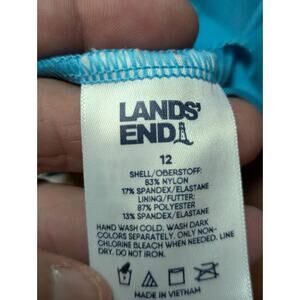 LANDS'
END
12
SHELL/OBERSTOFF:
83% NYLON
17% SPANDEX/ELASTANE
LINING/FUTTER:
87% POLYESTER
13% SPANDEX/ELASTANE
HAND WASH COLD. WASH DARK
COLORS SEPARATELY. ONLY NON-
CHLORINE BLEACH WHEN NEEDED. LINE
DRY. DO NOT IRON.
MADE IN VIETNAM